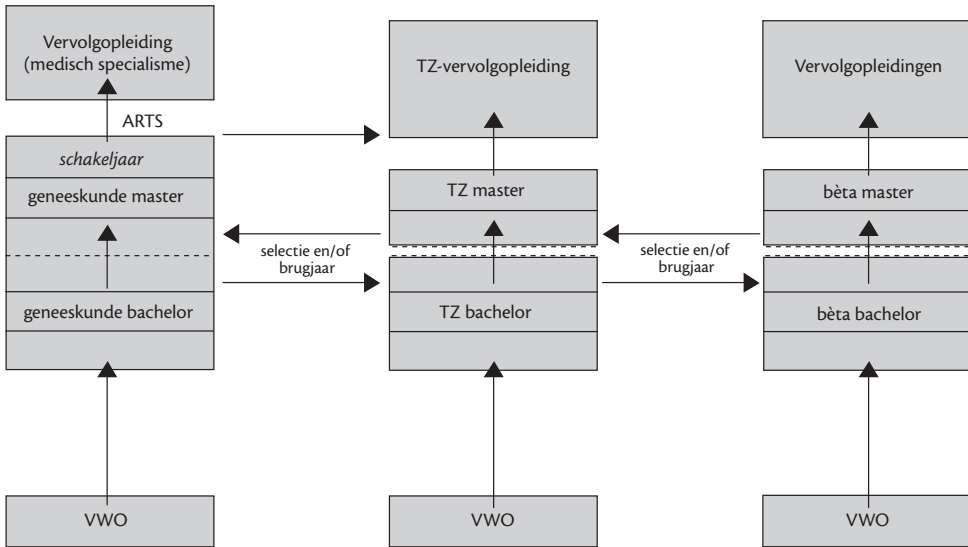 Vervolgopleiding
(medisch specialisme)
TZ-vervolgopleiding
Vervolgopleidingen
ARTS
schakeljaar
geneeskunde master
TZ master
bèta master
selectie en/of
brugjaar
selectie en/of
brugjaar
geneeskunde bachelor
TZ bachelor
bèta bachelor
VWO
VWO
VWO